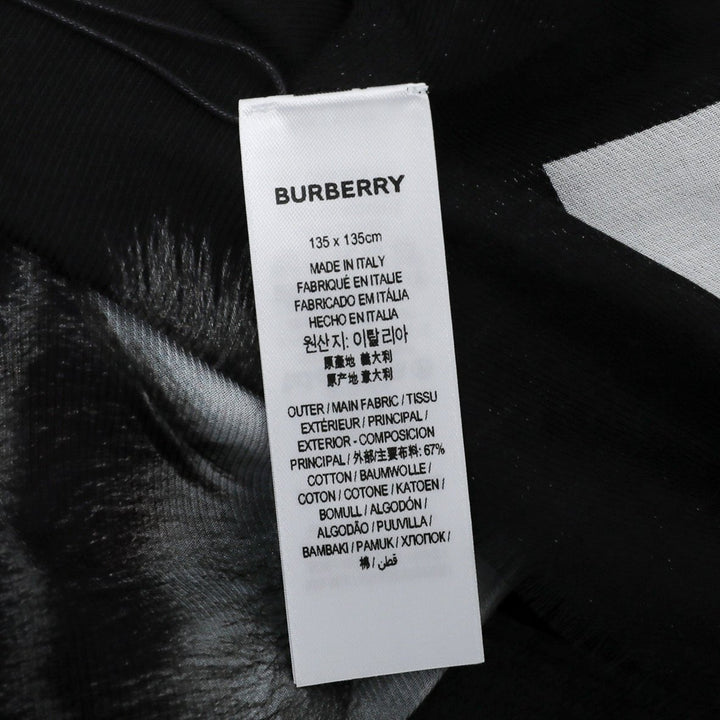 BURBERRY
135 x 135cm
MADE IN ITALY
FABRIQUÉ EN ITALIE
FABRICADO EM ITÁLIA
HECHO EN ITALIA
원산지: 이탈리아
原產地 義大利
原产地 意大利
OUTER / MAIN FABRIC / TISSU
EXTÉRIEUR / PRINCIPAL /
EXTERIOR - COMPOSICION
PRINCIPAL / 外部/主要布料: 67%
COTTON / BAUMWOLLE /
COTON / COTONE / KATOEN /
BOMULL / ALGODÓN /
ALGODÃO / PUUVILLA /
BAMBAKI / PAMUK / ХЛОПОК /
棉 / قطن